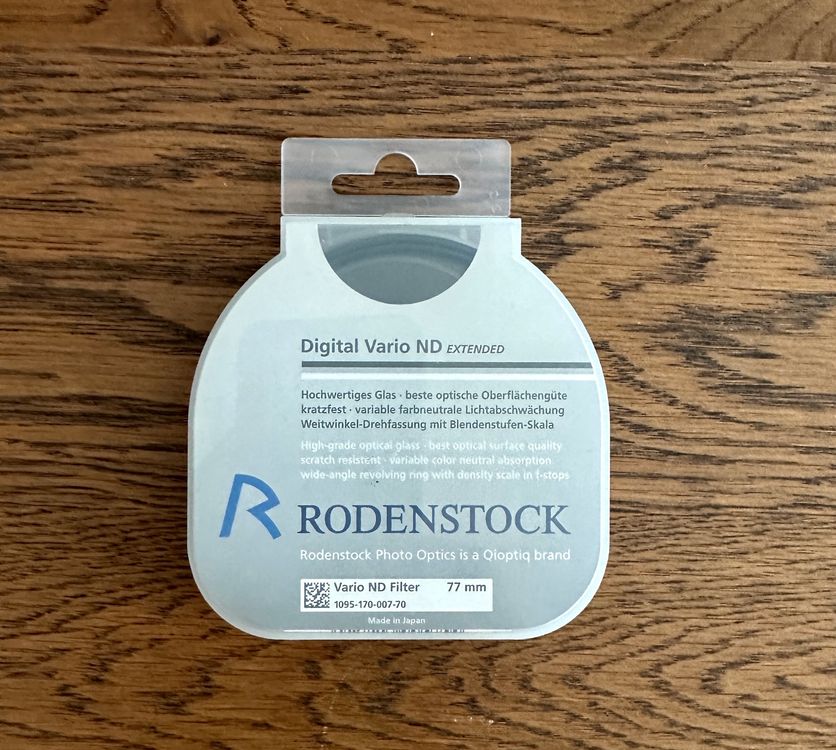 Digital Vario ND EXTENDED
Hochwertiges Glas · beste optische Oberflächengüte
kratzfest · variable farbneutrale Lichtabschwächung
Weitwinkel-Drehfassung mit Blendenstufen-Skala
High-grade optical glass · best optical surface quality
scratch resistent · variable color neutral absorption
wide-angle revolving ring with density scale in f-stops
R RODENSTOCK
Rodenstock Photo Optics is a Qioptiq brand
Vario ND Filter 77 mm
1095-170-007-70
Made in Japan